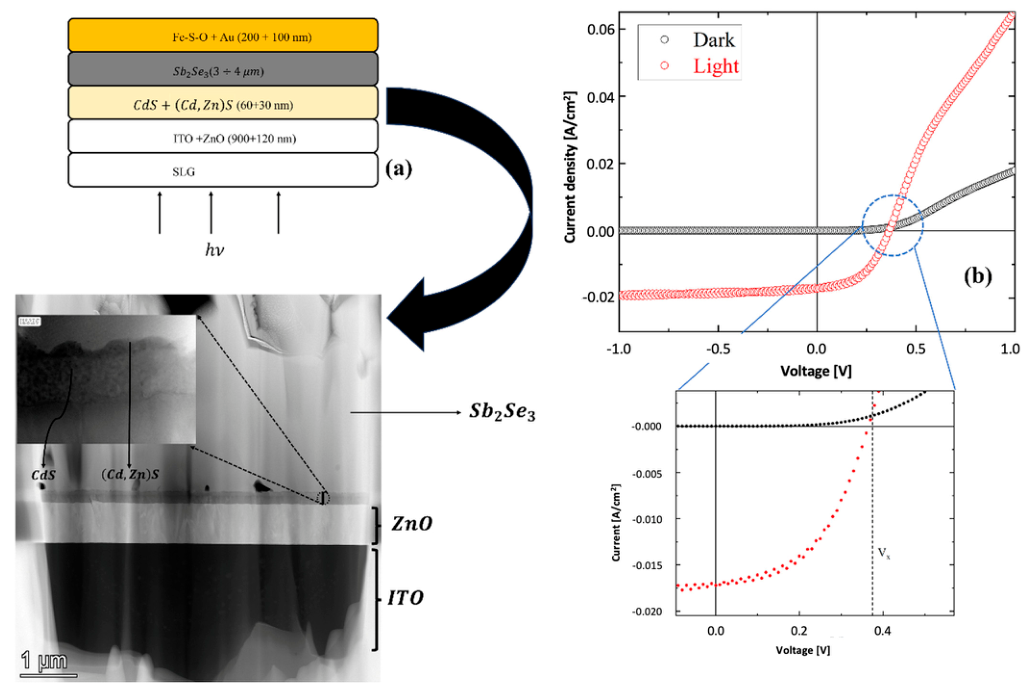 Fe-S-O + Au (200 + 100 nm)
Sb₂Se₃(3 ÷ 4 μm)
CdS + (Cd, Zn)S (60+30 nm)
ITO +ZnO (900+120 nm)
SLG
(a)
hν
CdS
(Cd, Zn)S
Sb₂Se₃
ZnO
ITO
1 μm
Dark
Light
0.06
0.04
0.02
0.00
-0.02
Current density [A/cm²]
-1.0 -0.5 0.0 0.5 1.0
Voltage [V]
(b)
-0.000
-0.005
-0.010
-0.015
-0.020
Current [A/cm²]
Vₓ
0.0 0.2 0.4
Voltage [V]